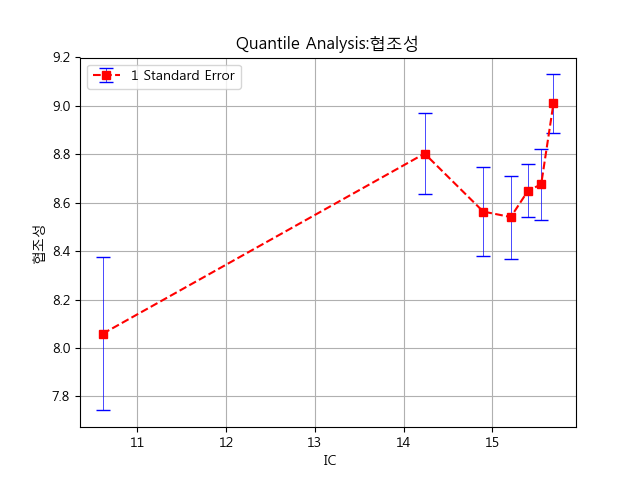 Quantile Analysis:협조성
1 Standard Error
9.2
9.0
8.8
8.6
8.4
8.2
8.0
7.8
협조성
11 12 13 14 15
IC